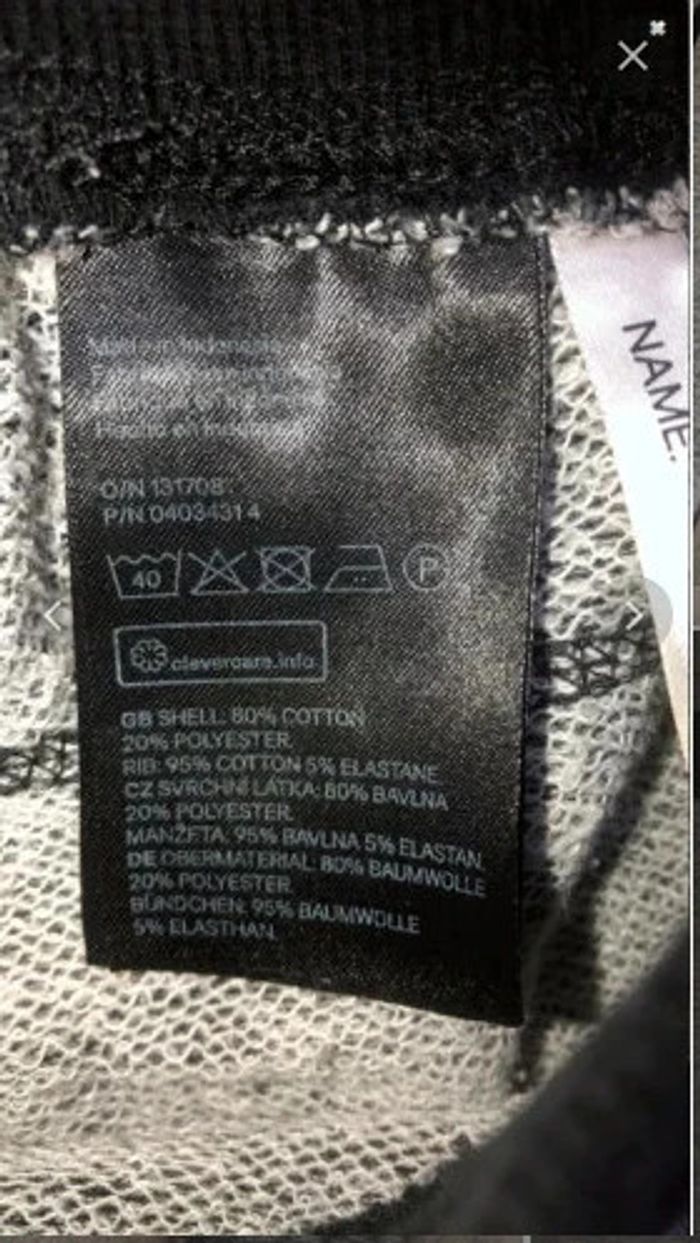 NAME:
Hecho en Indonesia
O/N 131708
P/N 04034314
40
P
clevercare.info
GB SHELL: 80% COTTON
20% POLYESTER.
RIB: 95% COTTON 5% ELASTANE
CZ SVRCHNÍ LÁTKA: 80% BAVLNA
20% POLYESTER.
MANŽETA: 95% BAVLNA 5% ELASTAN.
DE OBERMATERIAL: 80% BAUMWOLLE
20% POLYESTER.
BÜNDCHEN: 95% BAUMWOLLE
5% ELASTHAN.